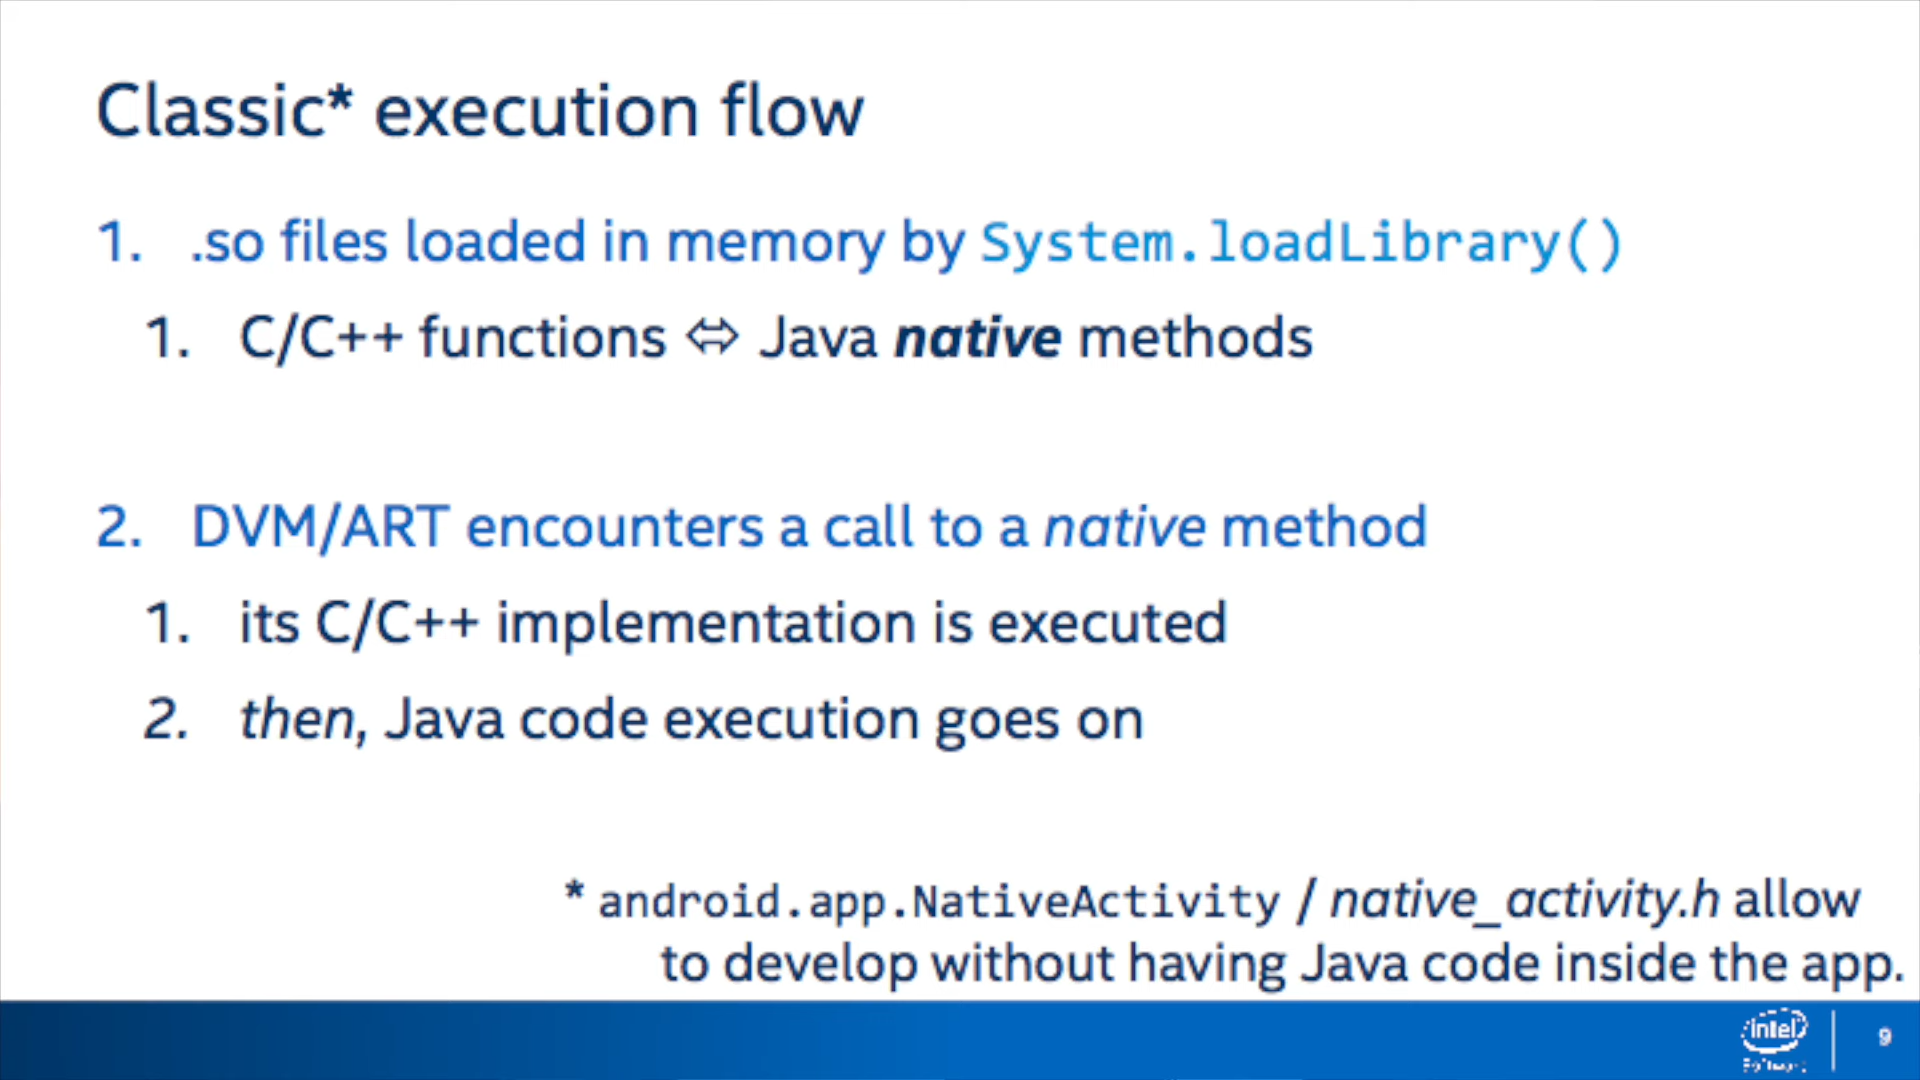 Classic* execution flow
1. .so files loaded in memory by System.loadLibrary()
1. C/C++ functions ⬄ Java native methods
2. DVM/ART encounters a call to a native method
1. its C/C++ implementation is executed
2. then, Java code execution goes on
* android.app.NativeActivity / native_activity.h allow
to develop without having Java code inside the app.
intel
Software
9